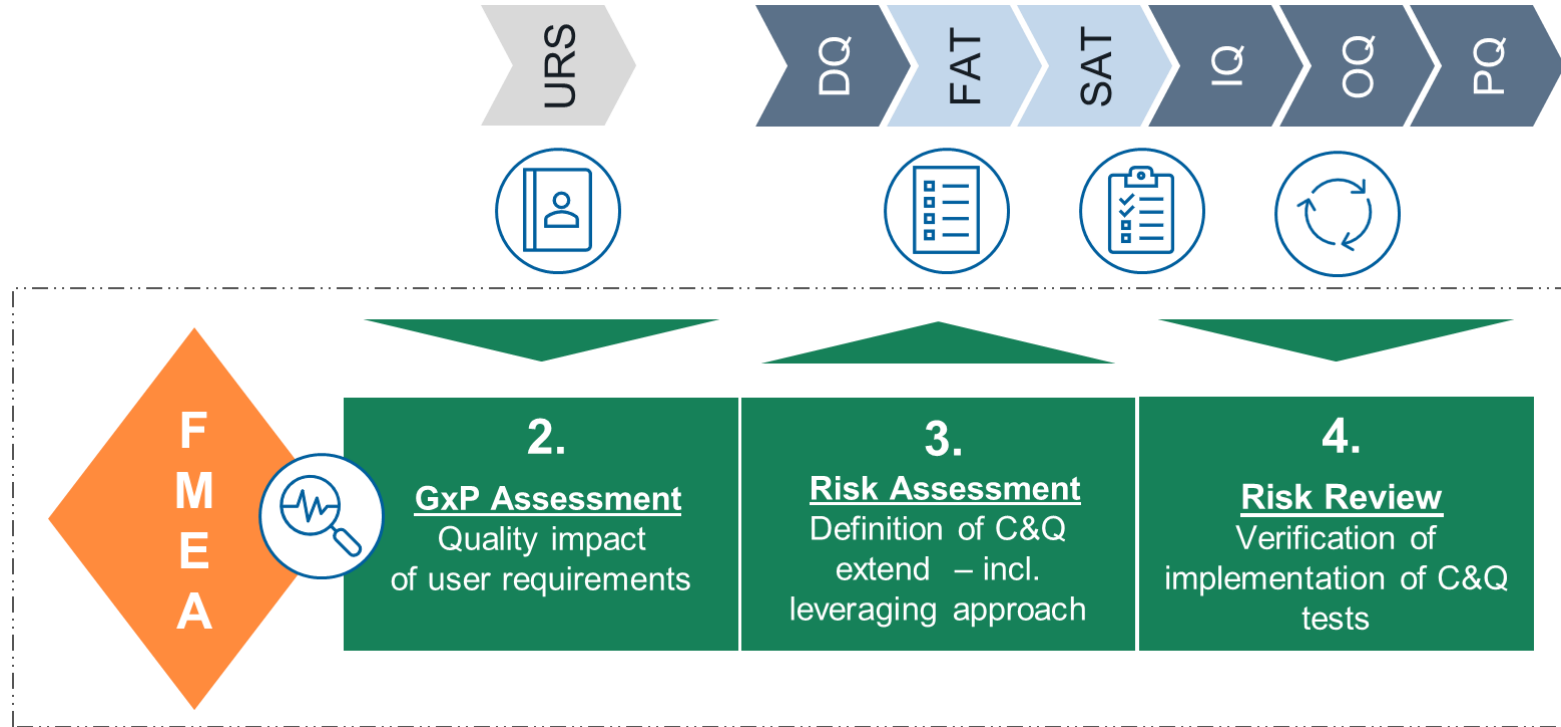 URS
DQ
FAT
SAT
IQ
OQ
PQ
F
M
E
A
2.
GxP Assessment
Quality impact
of user requirements
3.
Risk Assessment
Definition of C&Q
extend – incl.
leveraging approach
4.
Risk Review
Verification of
implementation of C&Q
tests